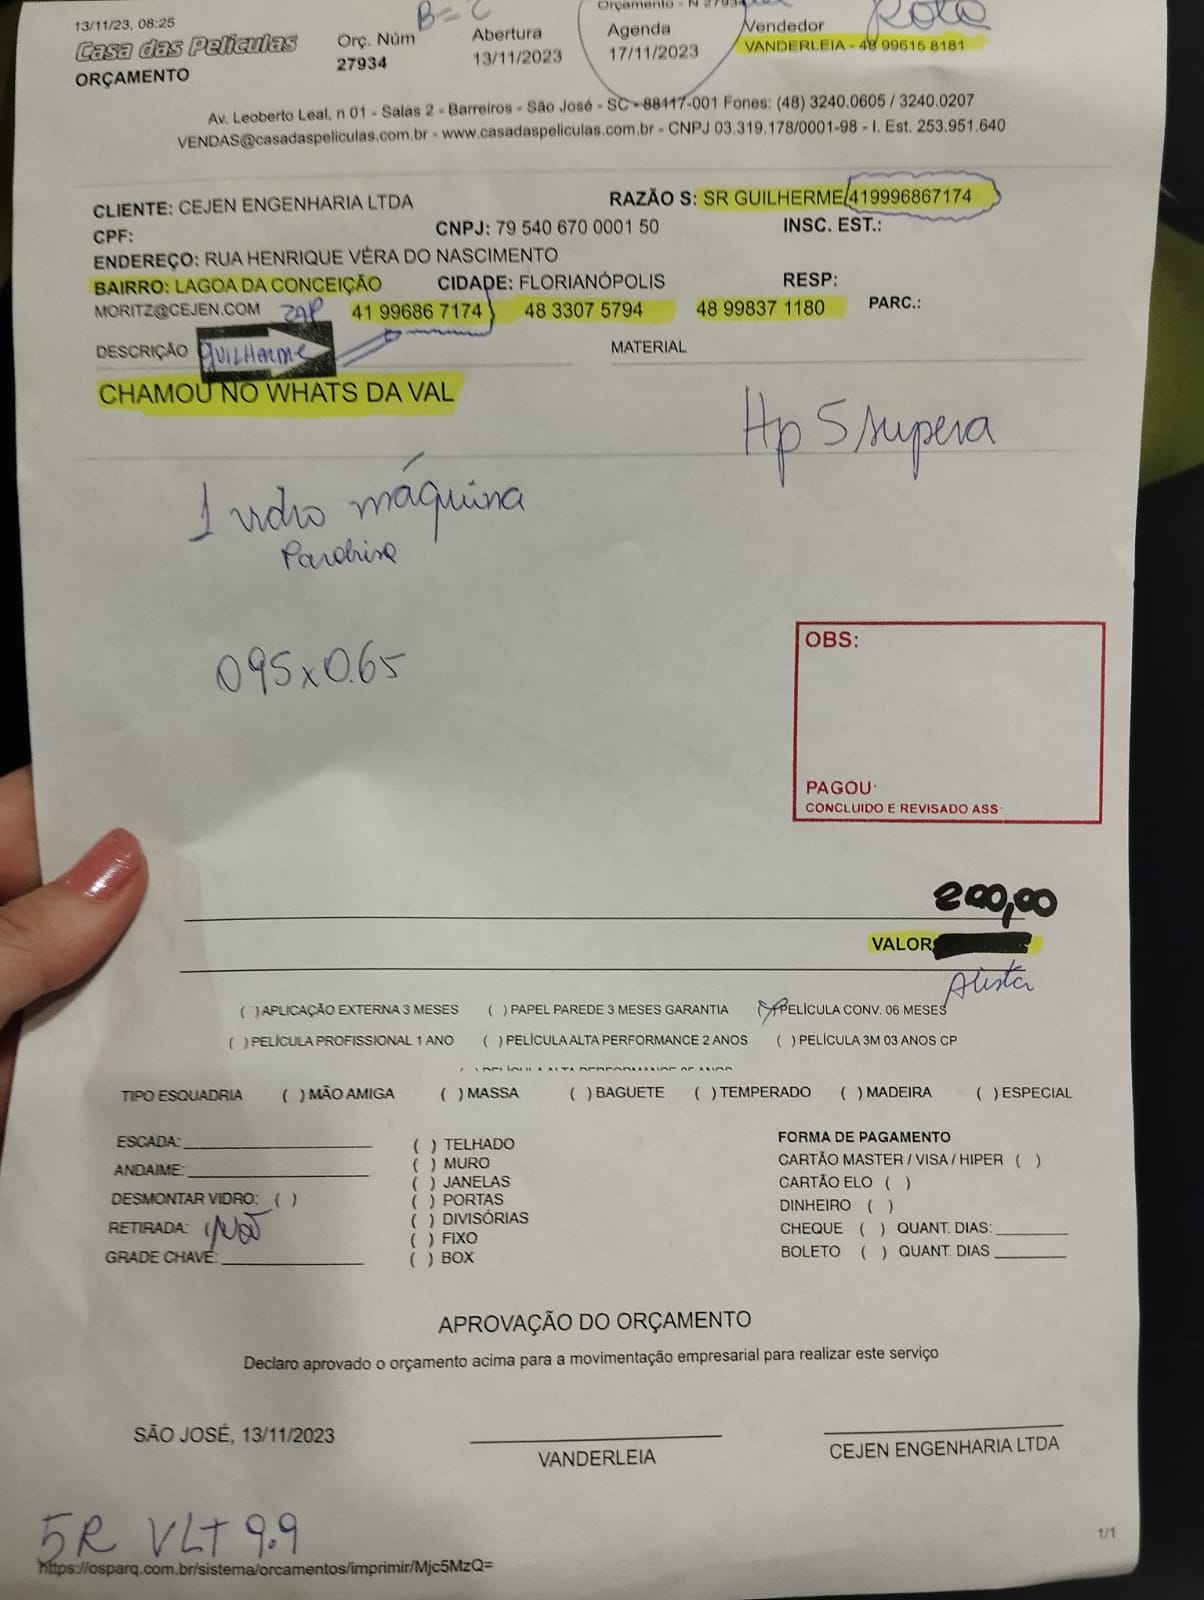 13/11/23, 08:25
Casa das Películas
ORÇAMENTO
Orç. Núm
27934
Abertura
13/11/2023
Orçamento - N 27934
Agenda
17/11/2023
Vendedor
VANDERLEIA - 48 99615 8181
Av. Leoberto Leal, n 01 - Salas 2 - Barreiros - São José - SC - 88117-001 Fones: (48) 3240.0605 / 3240.0207
VENDAS@casadaspeliculas.com.br - www.casadaspeliculas.com.br - CNPJ 03.319.178/0001-98 - I. Est. 253.951.640
CLIENTE: CEJEN ENGENHARIA LTDA RAZÃO S: SR GUILHERME 419996867174
CPF: CNPJ: 79 540 670 0001 50 INSC. EST.:
ENDEREÇO: RUA HENRIQUE VÉRA DO NASCIMENTO
BAIRRO: LAGOA DA CONCEIÇÃO CIDADE: FLORIANÓPOLIS RESP:
MORITZ@CEJEN.COM zap 41 99686 7174 48 3307 5794 48 99837 1180 PARC.:
DESCRIÇÃO GUILHERME MATERIAL
CHAMOU NO WHATS DA VAL
Hp 5 supera
1 vidro máquina
Parabrisa
095x0.65
OBS:
PAGOU:
CONCLUIDO E REVISADO ASS:
200,00
VALOR
Avista
( ) APLICAÇÃO EXTERNA 3 MESES ( ) PAPEL PAREDE 3 MESES GARANTIA (X) PELÍCULA CONV. 06 MESES
( ) PELÍCULA PROFISSIONAL 1 ANO ( ) PELÍCULA ALTA PERFORMANCE 2 ANOS ( ) PELÍCULA 3M 03 ANOS CP
TIPO ESQUADRIA ( ) MÃO AMIGA ( ) MASSA ( ) BAGUETE ( ) TEMPERADO ( ) MADEIRA ( ) ESPECIAL
ESCADA:
ANDAIME:
DESMONTAR VIDRO: ( )
RETIRADA: Não
GRADE CHAVE:
( ) TELHADO
( ) MURO
( ) JANELAS
( ) PORTAS
( ) DIVISÓRIAS
( ) FIXO
( ) BOX
FORMA DE PAGAMENTO
CARTÃO MASTER / VISA / HIPER ( )
CARTÃO ELO ( )
DINHEIRO ( )
CHEQUE ( ) QUANT. DIAS:
BOLETO ( ) QUANT. DIAS
APROVAÇÃO DO ORÇAMENTO
Declaro aprovado o orçamento acima para a movimentação empresarial para realizar este serviço
SÃO JOSÉ, 13/11/2023
VANDERLEIA
CEJEN ENGENHARIA LTDA
5R VLT 9.9
1/1
https://osparq.com.br/sistema/orcamentos/imprimir/Mjc5MzQ=